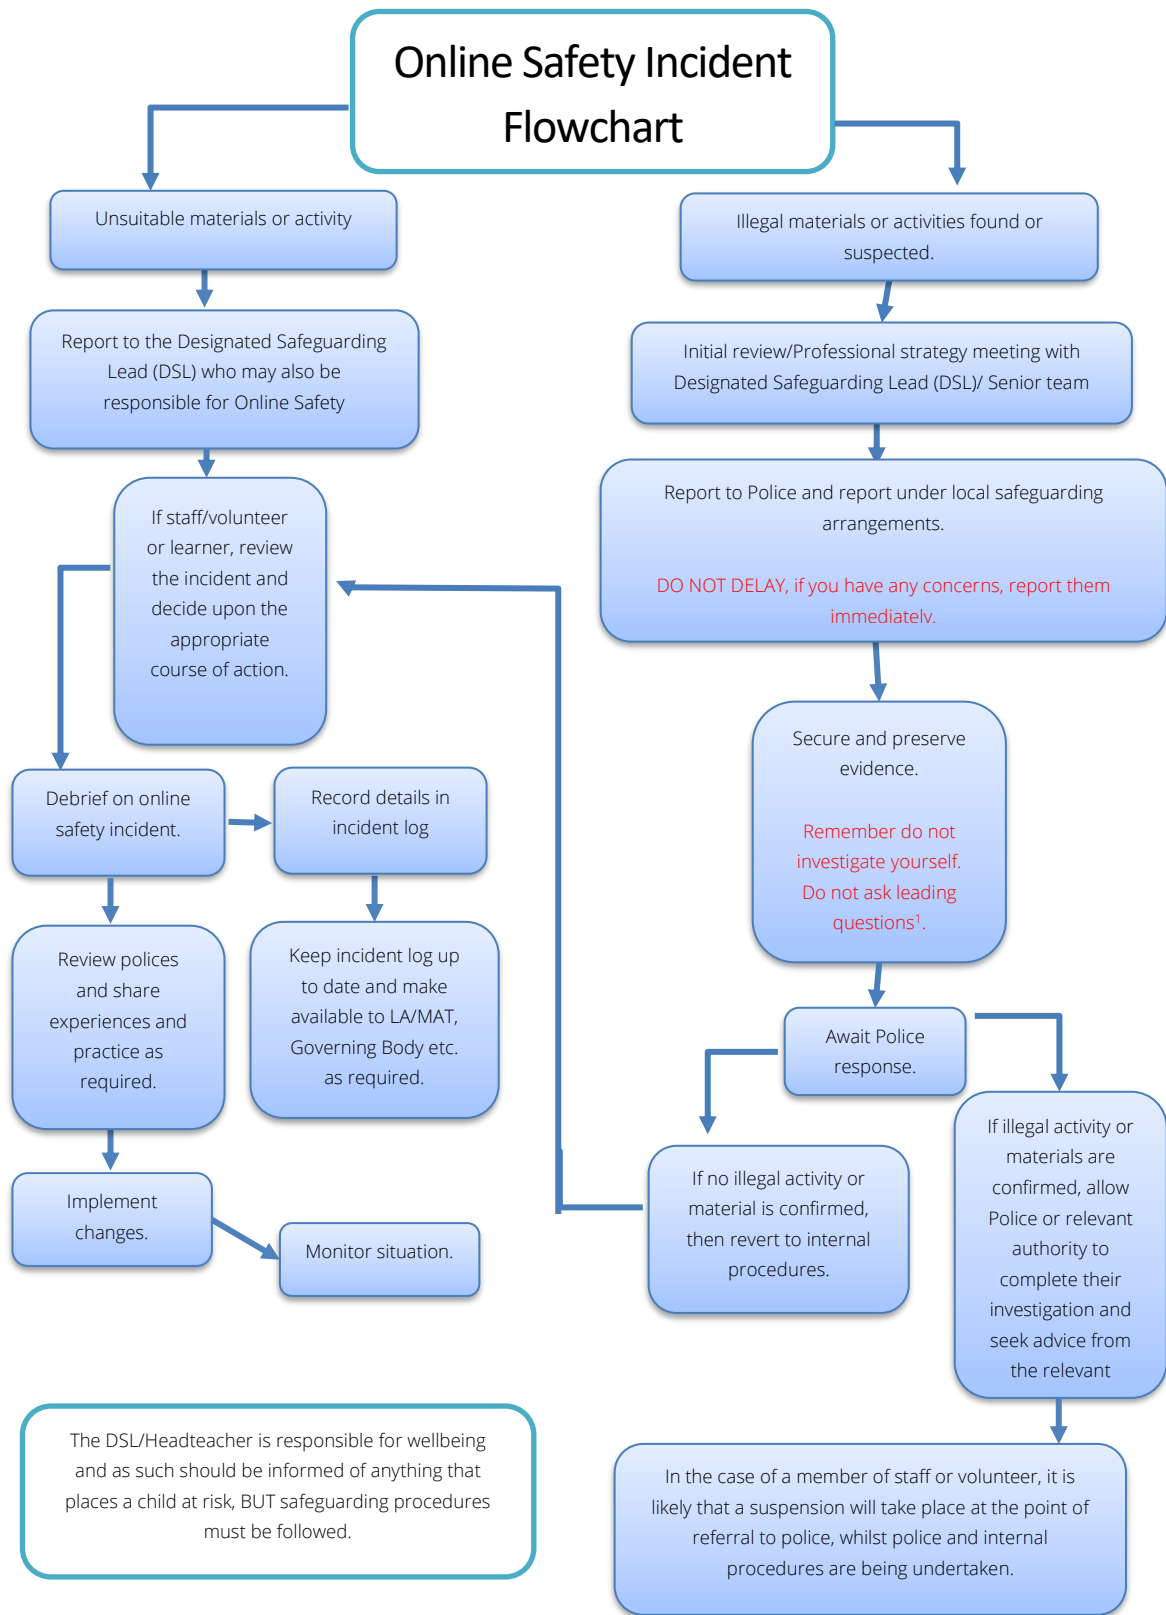 Online Safety Incident
Flowchart
Unsuitable materials or activity
Report to the Designated Safeguarding
Lead (DSL) who may also be
responsible for Online Safety
If staff/volunteer
or learner, review
the incident and
decide upon the
appropriate
course of action.
Debrief on online
safety incident.
Record details in
incident log
Review polices
and share
experiences and
practice as
required.
Keep incident log up
to date and make
available to LA/MAT,
Governing Body etc.
as required.
Implement
changes.
Monitor situation.
Illegal materials or activities found or
suspected.
Initial review/Professional strategy meeting with
Designated Safeguarding Lead (DSL)/ Senior team
Report to Police and report under local safeguarding
arrangements.
DO NOT DELAY, if you have any concerns, report them
immediately.
Secure and preserve
evidence.
Remember do not
investigate yourself.
Do not ask leading
questions¹.
Await Police
response.
If no illegal activity or
material is confirmed,
then revert to internal
procedures.
If illegal activity or
materials are
confirmed, allow
Police or relevant
authority to
complete their
investigation and
seek advice from
the relevant
In the case of a member of staff or volunteer, it is
likely that a suspension will take place at the point of
referral to police, whilst police and internal
procedures are being undertaken.
The DSL/Headteacher is responsible for wellbeing
and as such should be informed of anything that
places a child at risk, BUT safeguarding procedures
must be followed.